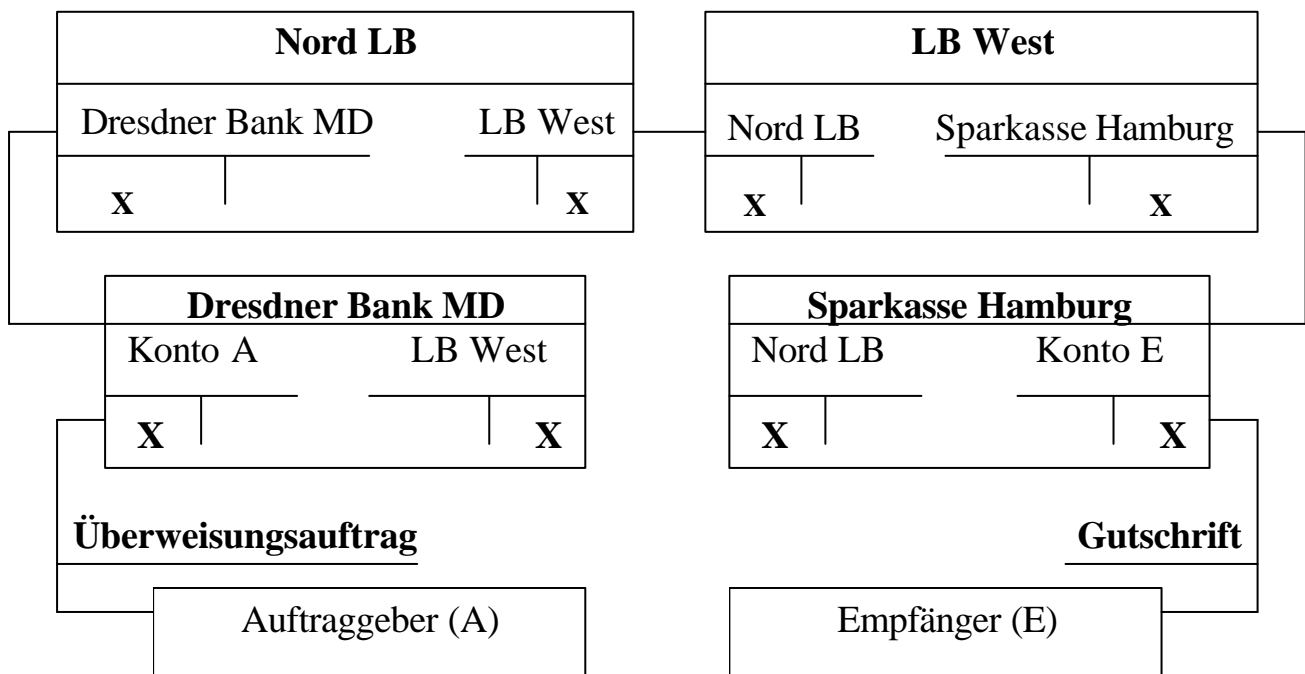 Nord LB
LB West
Dresdner Bank MD
LB West
Nord LB
Sparkasse Hamburg
X
X
X
X
Dresdner Bank MD
Sparkasse Hamburg
Konto A
LB West
Nord LB
Konto E
X
X
X
X
Überweisungsauftrag
Gutschrift
Auftraggeber (A)
Empfänger (E)